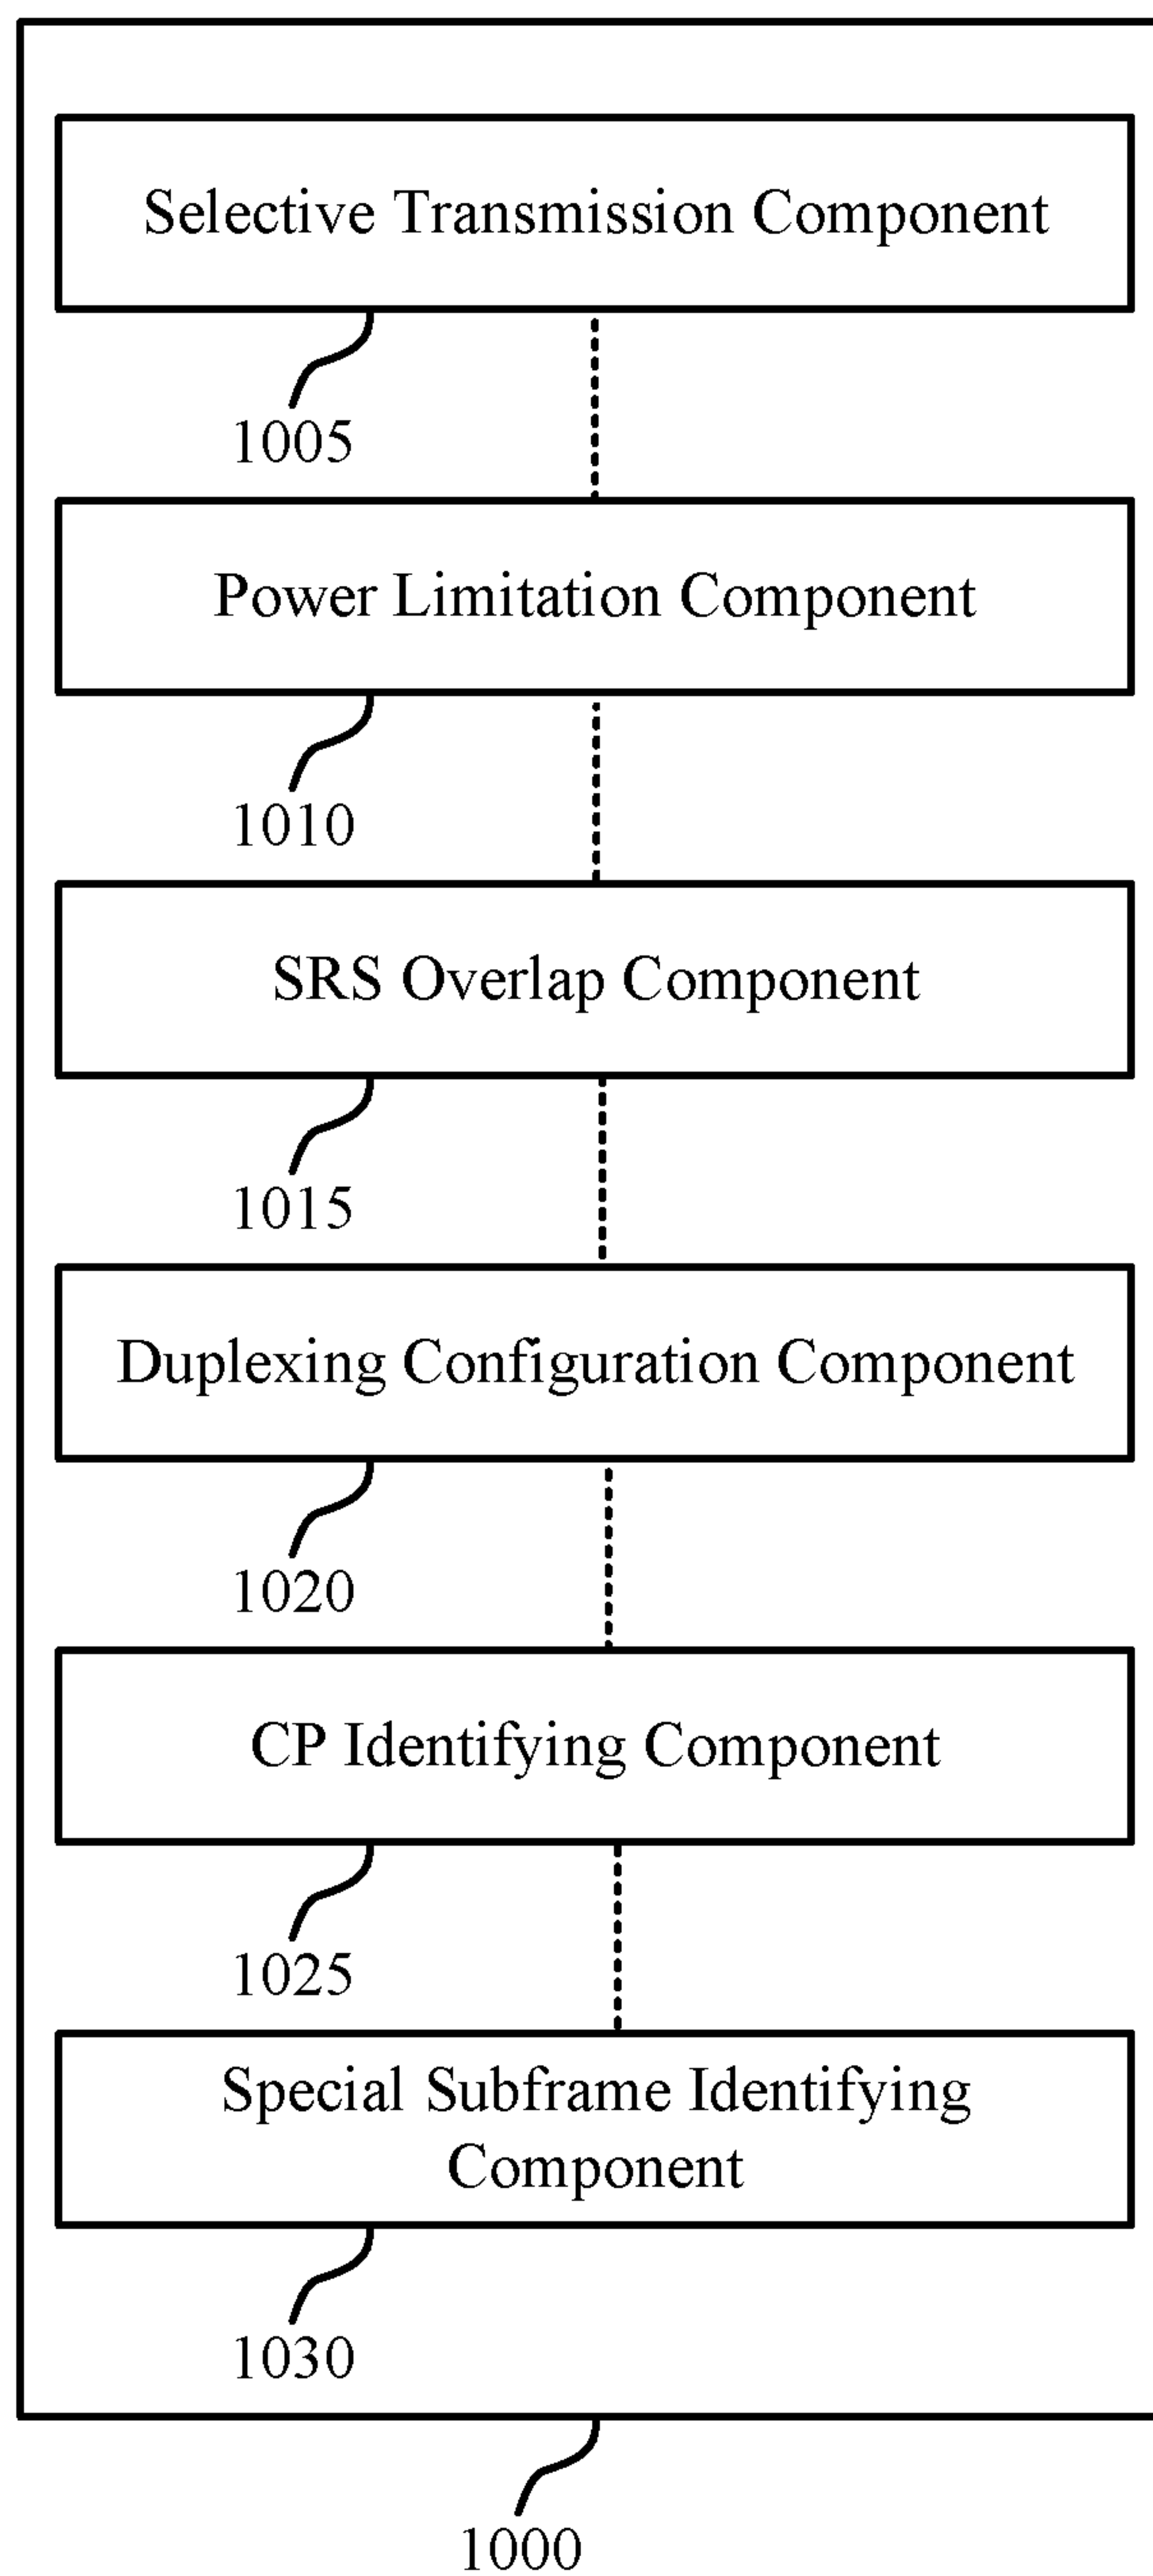 Selective Transmission Component
1005
Power Limitation Component
1010
SRS Overlap Component
1015
Duplexing Configuration Component
1020
CP Identifying Component
1025
Special Subframe Identifying
Component
1030
1000